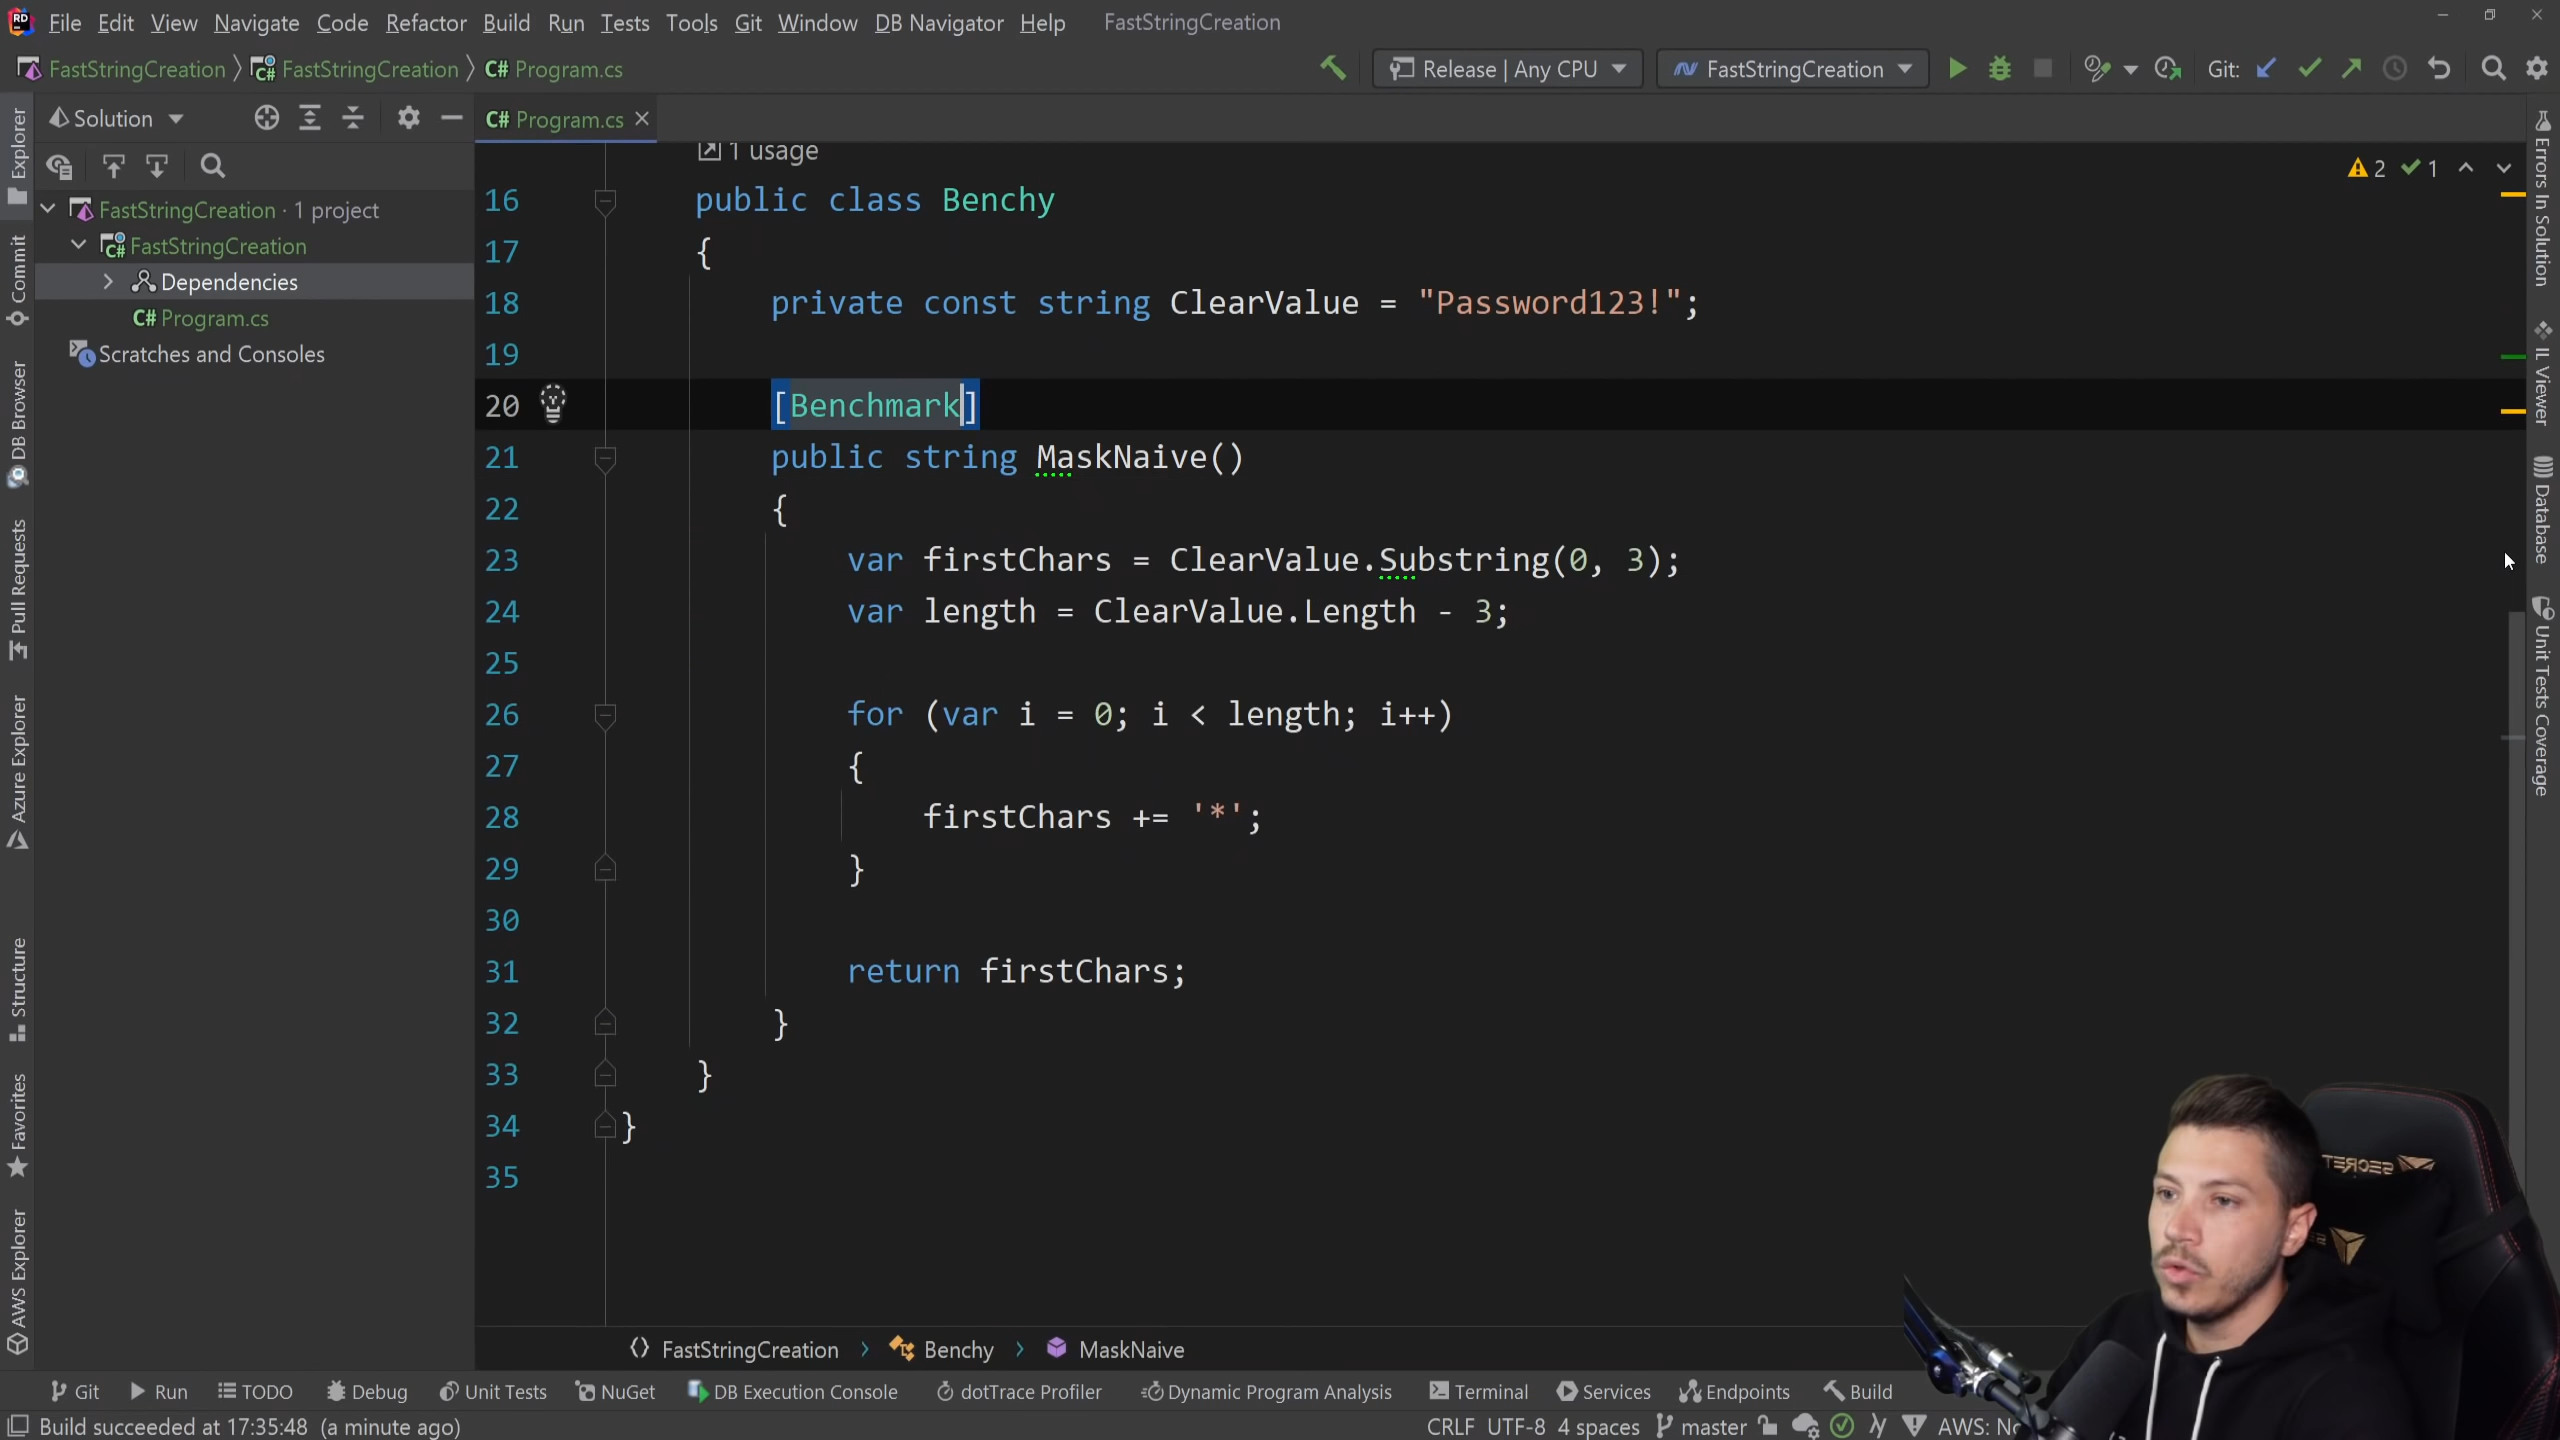 File Edit View Navigate Code Refactor Build Run Tests Tools Git Window DB Navigator Help FastStringCreation
FastStringCreation FastStringCreation C# Program.cs Release | Any CPU FastStringCreation Git:
Solution
C# Program.cs
FastStringCreation · 1 project
FastStringCreation
Dependencies
C# Program.cs
Scratches and Consoles
Explorer
Commit
DB Browser
Pull Requests
Azure Explorer
Structure
Favorites
AWS Explorer
1 usage
2 1
16 public class Benchy
17 {
18 private const string ClearValue = "Password123!";
19
20 [Benchmark]
21 public string MaskNaive()
22 {
23 var firstChars = ClearValue.Substring(0, 3);
24 var length = ClearValue.Length - 3;
25
26 for (var i = 0; i < length; i++)
27 {
28 firstChars += '*';
29 }
30
31 return firstChars;
32 }
33 }
34 }
35
Errors In Solution
IL Viewer
Database
Unit Tests Coverage
SECRET
FastStringCreation Benchy MaskNaive
Git Run TODO Debug Unit Tests NuGet DB Execution Console dotTrace Profiler Dynamic Program Analysis Terminal Services Endpoints Build
Build succeeded at 17:35:48 (a minute ago) CRLF UTF-8 4 spaces master AWS: